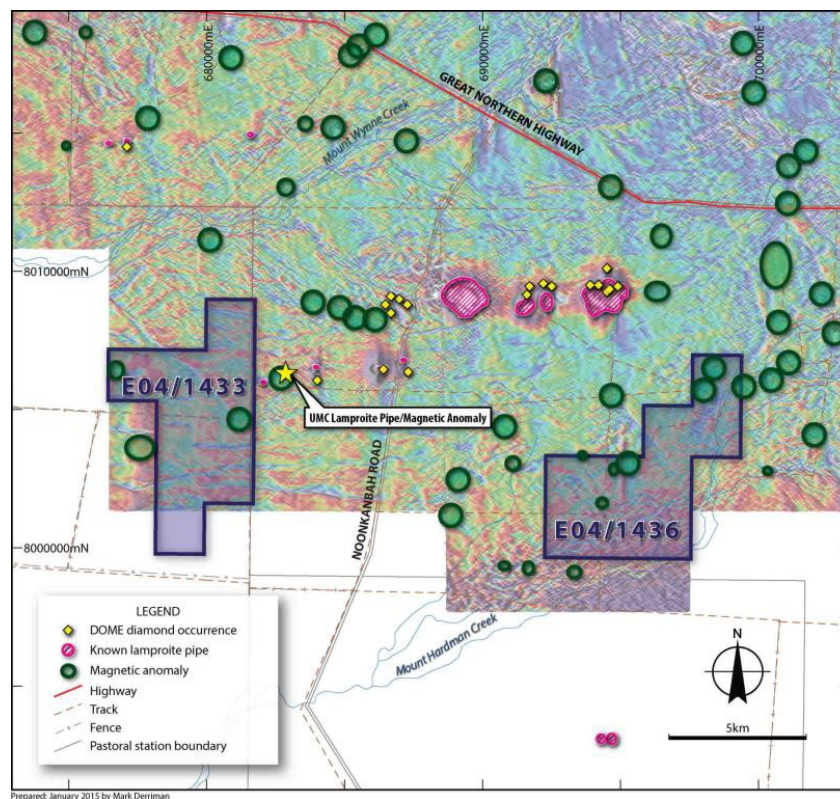 680000mE
690000mE
700000mE
GREAT NORTHERN HIGHWAY
Mount Wynne Creek
8010000mN
E04/1433
UMC Lamproite Pipe/Magnetic Anomaly
NOONKANBAH ROAD
E04/1436
8000000mN
LEGEND
DOME diamond occurrence
Known lamproite pipe
Magnetic anomaly
Highway
Track
Fence
Pastoral station boundary
Mount Hardman Creek
N
5km
Prepared: January 2015 by Mark Derriman